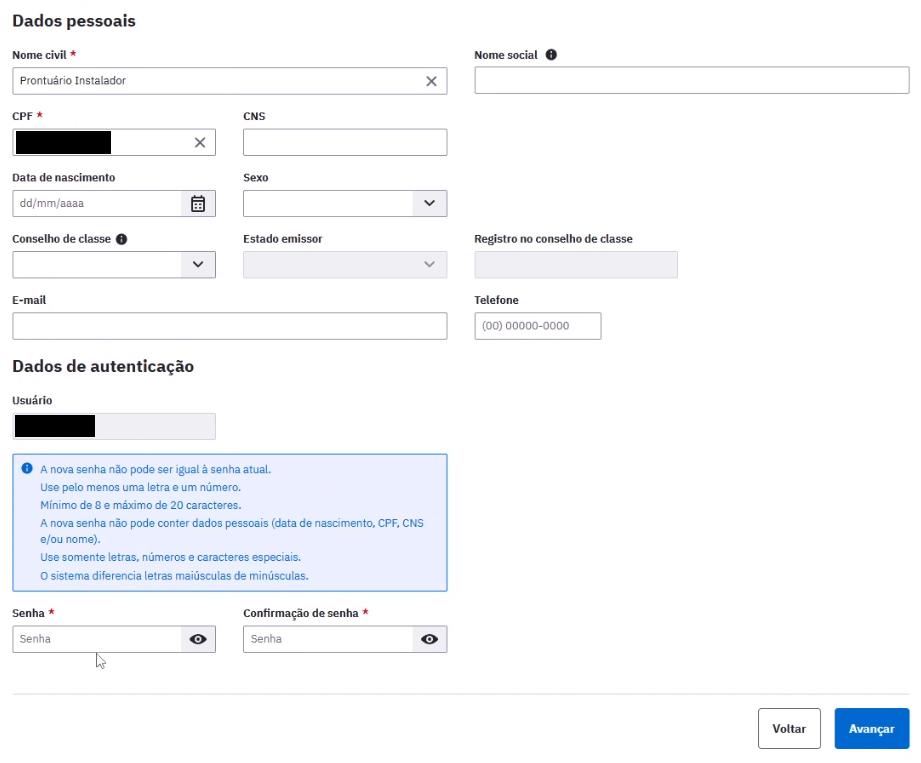 Dados pessoais
Nome civil *
Nome social
Prontuário Instalador
CPF *
CNS
Data de nascimento
Sexo
dd/mm/aaaa
Conselho de classe
Estado emissor
Registro no conselho de classe
E-mail
Telefone
(00) 00000-0000
Dados de autenticação
Usuário
A nova senha não pode ser igual à senha atual.
Use pelo menos uma letra e um número.
Mínimo de 8 e máximo de 20 caracteres.
A nova senha não pode conter dados pessoais (data de nascimento, CPF, CNS
e/ou nome).
Use somente letras, números e caracteres especiais.
O sistema diferencia letras maiúsculas de minúsculas.
Senha *
Confirmação de senha *
Senha
Senha
Voltar
Avançar